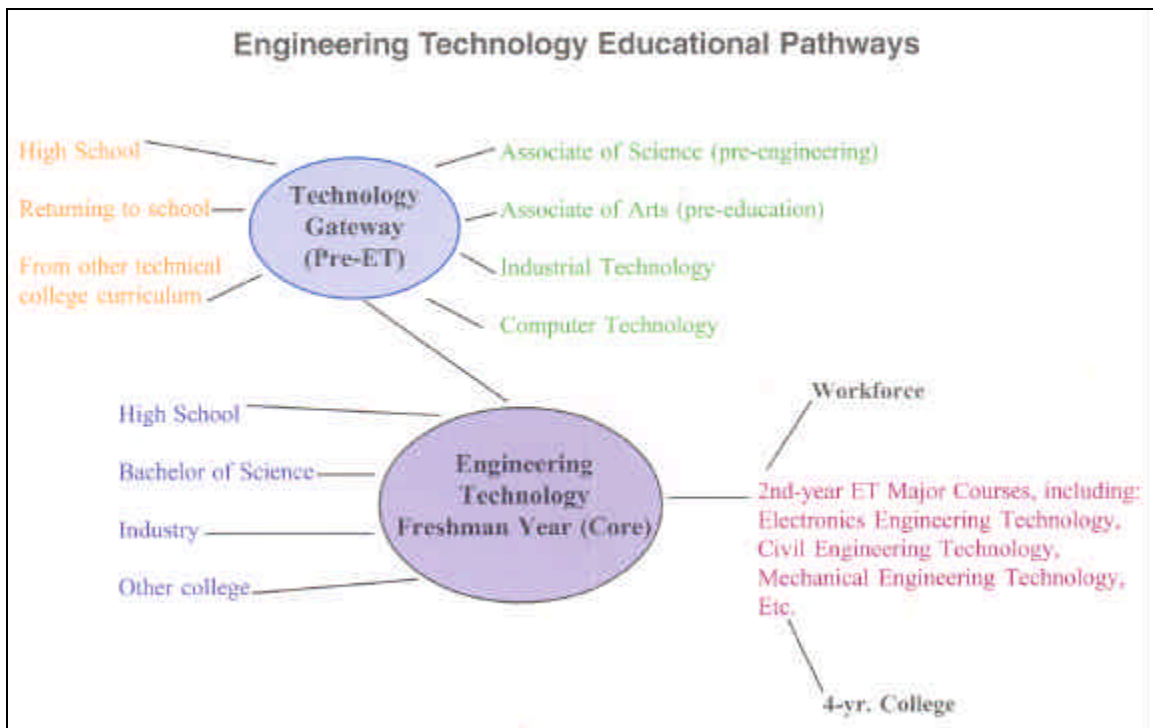 Engineering Technology Educational Pathways
High School
Returning to school
From other technical
college curriculum
Technology
Gateway
(Pre-ET)
Associate of Science (pre-engineering)
Associate of Arts (pre-education)
Industrial Technology
Computer Technology
High School
Bachelor of Science
Industry
Other college
Engineering
Technology
Freshman Year (Core)
Workforce
2nd-year ET Major Courses, including:
Electronics Engineering Technology,
Civil Engineering Technology,
Mechanical Engineering Technology,
Etc.
4-yr. College